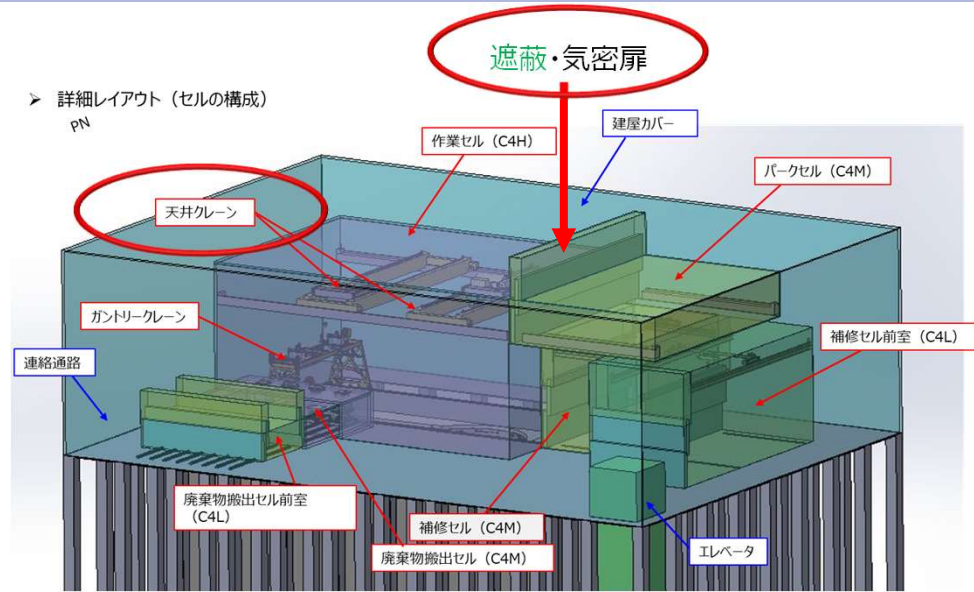 遮蔽・気密扉
➢ 詳細レイアウト（セルの構成）
PN
建屋カバー
作業セル（C4H）
パークセル（C4M）
天井クレーン
ガントリークレーン
補修セル前室（C4L）
連絡通路
廃棄物搬出セル前室
（C4L）
補修セル（C4M）
エレベータ
廃棄物搬出セル（C4M）